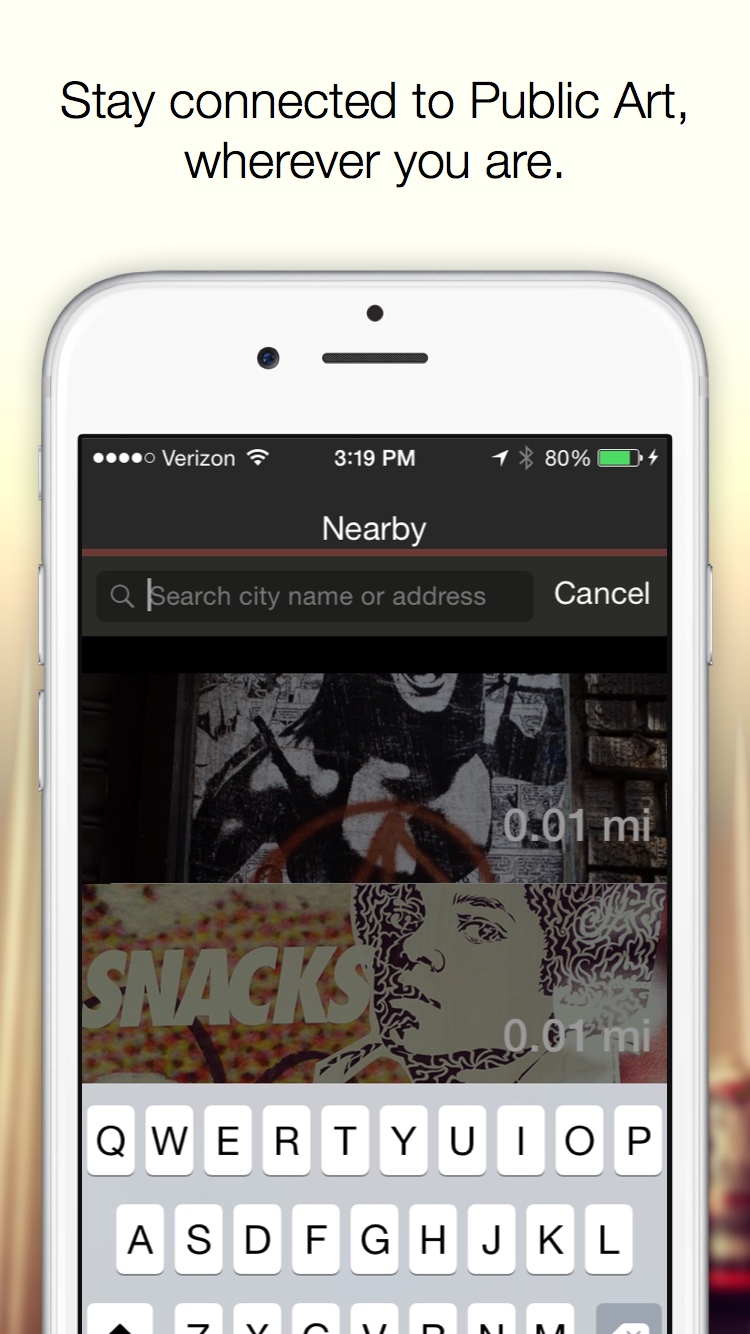 Stay connected to Public Art,
wherever you are.
Verizon 3:19 PM 80%
Nearby
Search city name or address Cancel
0.01 mi
SNACKS
0.01 mi
Q W E R T Y U I O P
A S D F G H J K L
Z X C V B N M